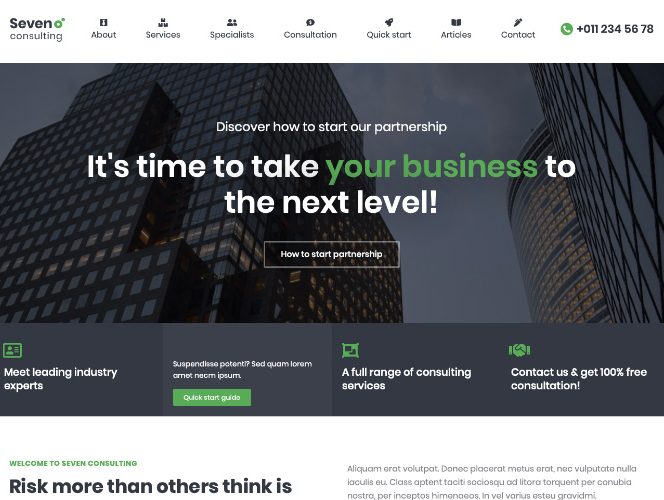 Seven
consulting
About
Services
Specialists
Consultation
Quick start
Articles
Contact
+011 234 56 78
Discover how to start our partnership
It's time to take your business to
the next level!
How to start partnership
Meet leading industry
experts
Suspendisse potenti? Sed quam lorem
amet necm ipsum.
Quick start guide
A full range of consulting
services
Contact us & get 100% free
consultation!
WELCOME TO SEVEN CONSULTING
Risk more than others think is
Aliquam erat volutpat. Donec placerat metus erat, nec vulputate nulla
iaculis eu. Class aptent taciti sociosqu ad litora torquent per conubia
nostra, per inceptos himenaeos. In vel varius esteu gravidmi.